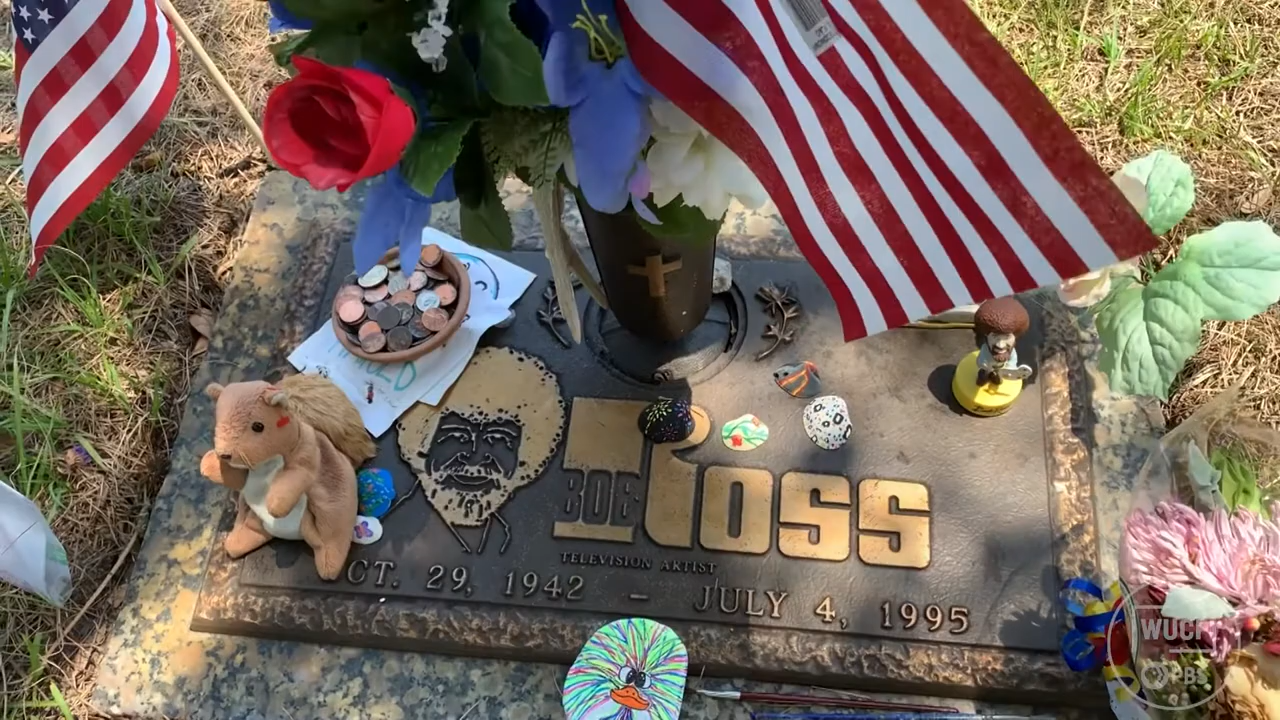 BOB ROSS
TELEVISION ARTIST
CT. 29, 1942 – JULY 4, 1995
WUCF
PBS